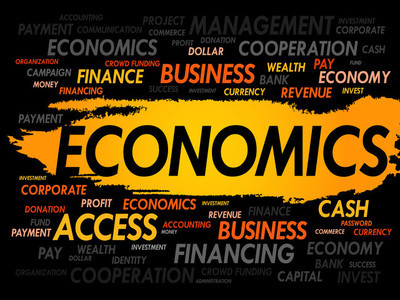 ACCOUNTING PROJECT MANAGEMENT INVESTMENT
PAYMENT COMMUNICATION COMMERCE CORPORATE
ECONOMICS PROFIT DONATION COOPERATION CASH
DOLLAR
ORGANIZATION CROWD FUNDING BUSINESS WEALTH PAY FUND
CAMPAIGN FINANCE BANK ECONOMY
MONEY SUCCESS INVESTMENT CURRENCY REVENUE INVEST
FINANCING
PAYMENT
ECONOMICS
INVESTMENT
CORPORATE
PROFIT ECONOMICS INVESTMENT CASH
DONATION REVENUE FINANCE PASSWORD
FUND ACCESS ACCOUNTING BUSINESS COMMERCE CURRENCY
PAYMENT MONEY
PAY WEALTH INVESTMENT FINANCING ECONOMY
DOLLAR IDENTITY BANK SUCCESS
ORGANIZATION COOPERATION CROWD FUNDING CAPITAL INVEST
ADMINISTRATION